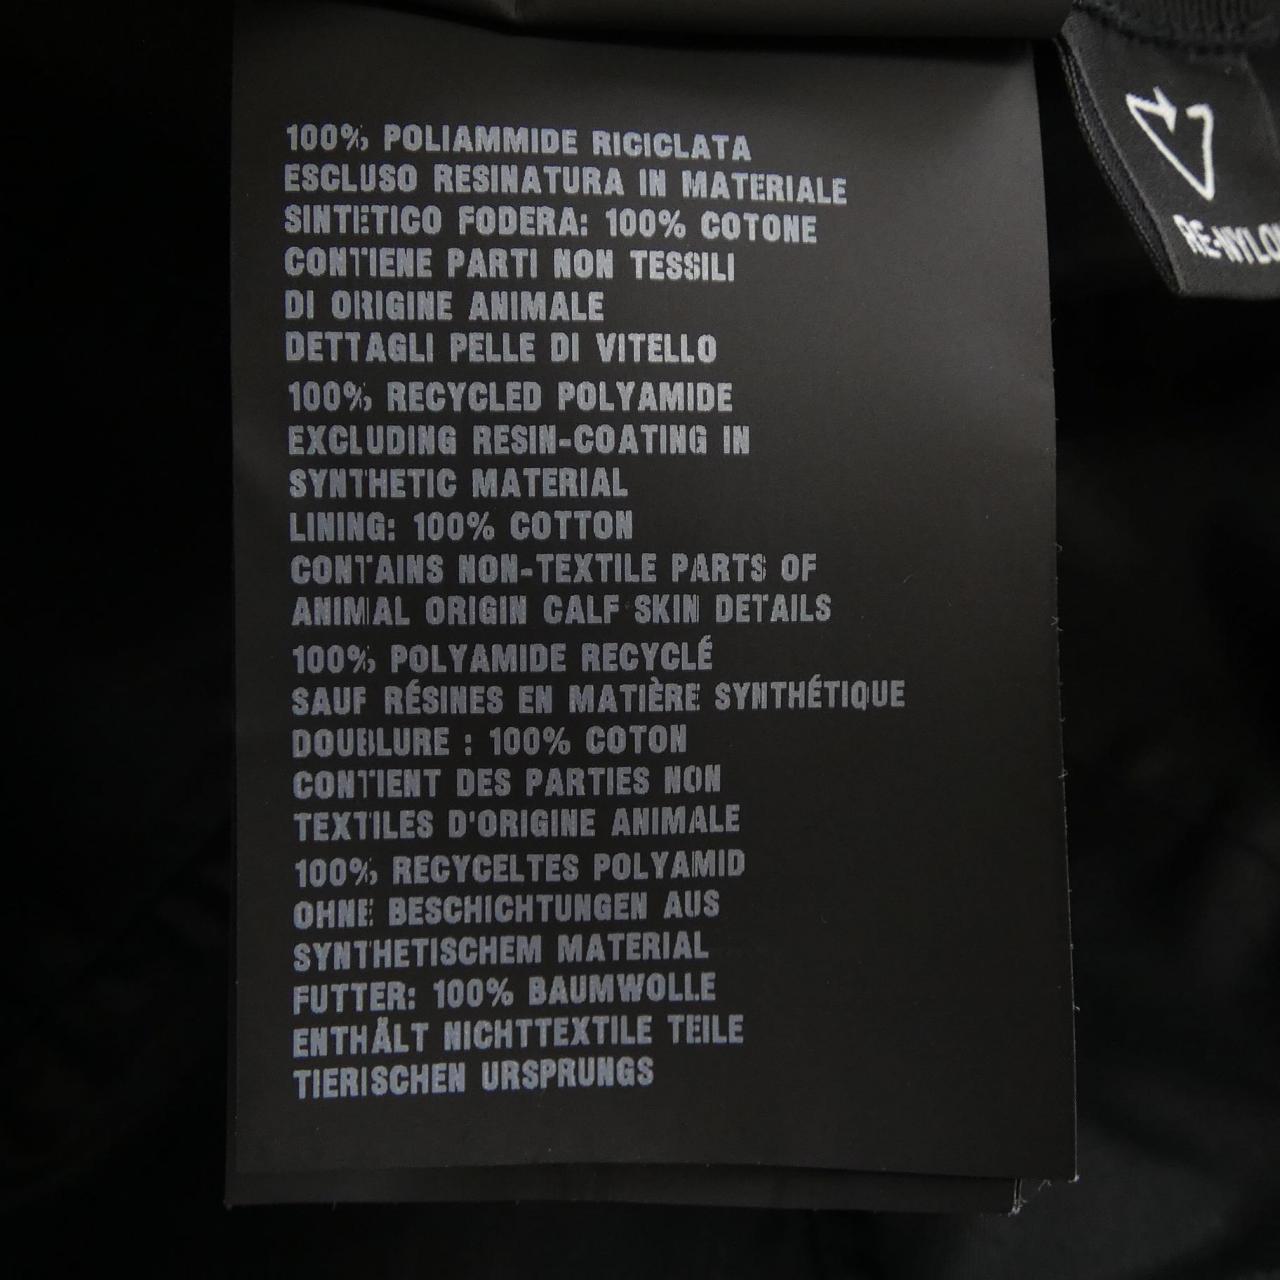 100% POLIAMMIDE RICICLATA
ESCLUSO RESINATURA IN MATERIALE
SINTETICO FODERA: 100% COTONE
CONTIENE PARTI NON TESSILI
DI ORIGINE ANIMALE
DETTAGLI PELLE DI VITELLO
100% RECYCLED POLYAMIDE
EXCLUDING RESIN-COATING IN
SYNTHETIC MATERIAL
LINING: 100% COTTON
CONTAINS NON-TEXTILE PARTS OF
ANIMAL ORIGIN CALF SKIN DETAILS
100% POLYAMIDE RECYCLÉ
SAUF RÉSINES EN MATIÈRE SYNTHÉTIQUE
DOUBLURE : 100% COTON
CONTIENT DES PARTIES NON
TEXTILES D'ORIGINE ANIMALE
100% RECYCELTES POLYAMID
OHNE BESCHICHTUNGEN AUS
SYNTHETISCHEM MATERIAL
FUTTER: 100% BAUMWOLLE
ENTHÄLT NICHTTEXTILE TEILE
TIERISCHEN URSPRUNGS